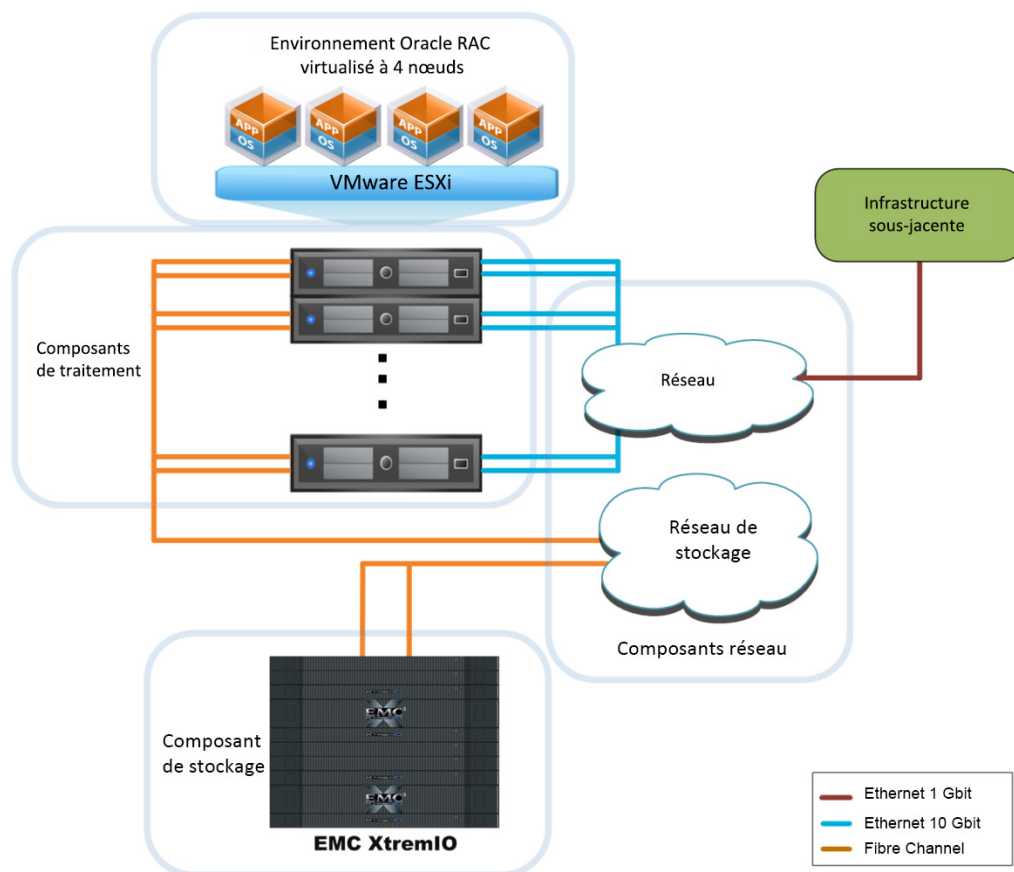 Environnement Oracle RAC
virtualisé à 4 nœuds
APP
OS
APP
OS
APP
OS
APP
OS
VMware ESXi
Infrastructure
sous-jacente
Composants
de traitement
Réseau
Réseau de
stockage
Composants réseau
Composant
de stockage
EMC²
EMC²
EMC XtremIO
Ethernet 1 Gbit
Ethernet 10 Gbit
Fibre Channel